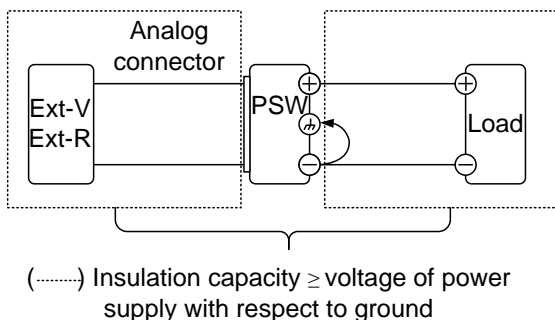 Analog
connector
Ext-V
Ext-R
PSW
Load
(--------) Insulation capacity ≥ voltage of power
supply with respect to ground